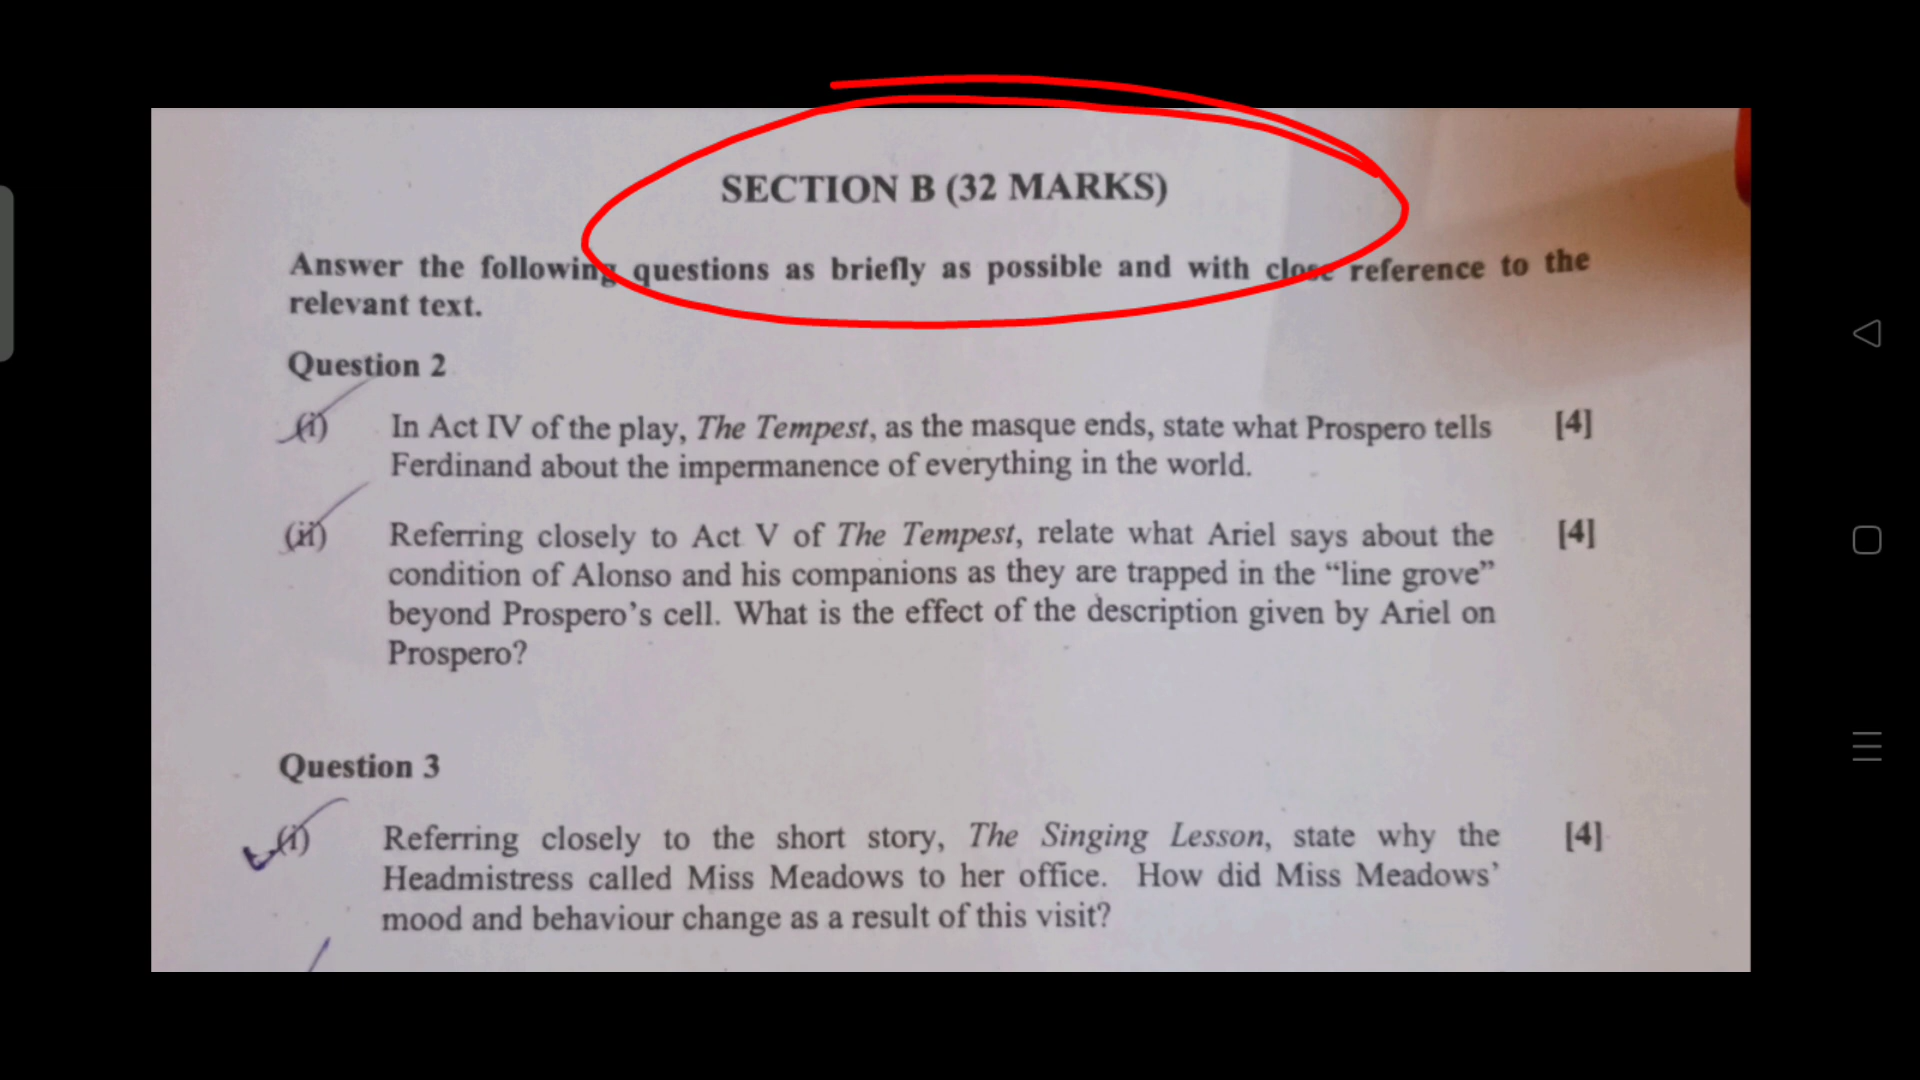 SECTION B (32 MARKS)
Answer the following questions as briefly as possible and with close reference to the
relevant text.
Question 2
(i) In Act IV of the play, The Tempest, as the masque ends, state what Prospero tells [4]
Ferdinand about the impermanence of everything in the world.
(ii) Referring closely to Act V of The Tempest, relate what Ariel says about the [4]
condition of Alonso and his companions as they are trapped in the “line grove”
beyond Prospero’s cell. What is the effect of the description given by Ariel on
Prospero?
Question 3
(i) Referring closely to the short story, The Singing Lesson, state why the [4]
Headmistress called Miss Meadows to her office. How did Miss Meadows’
mood and behaviour change as a result of this visit?